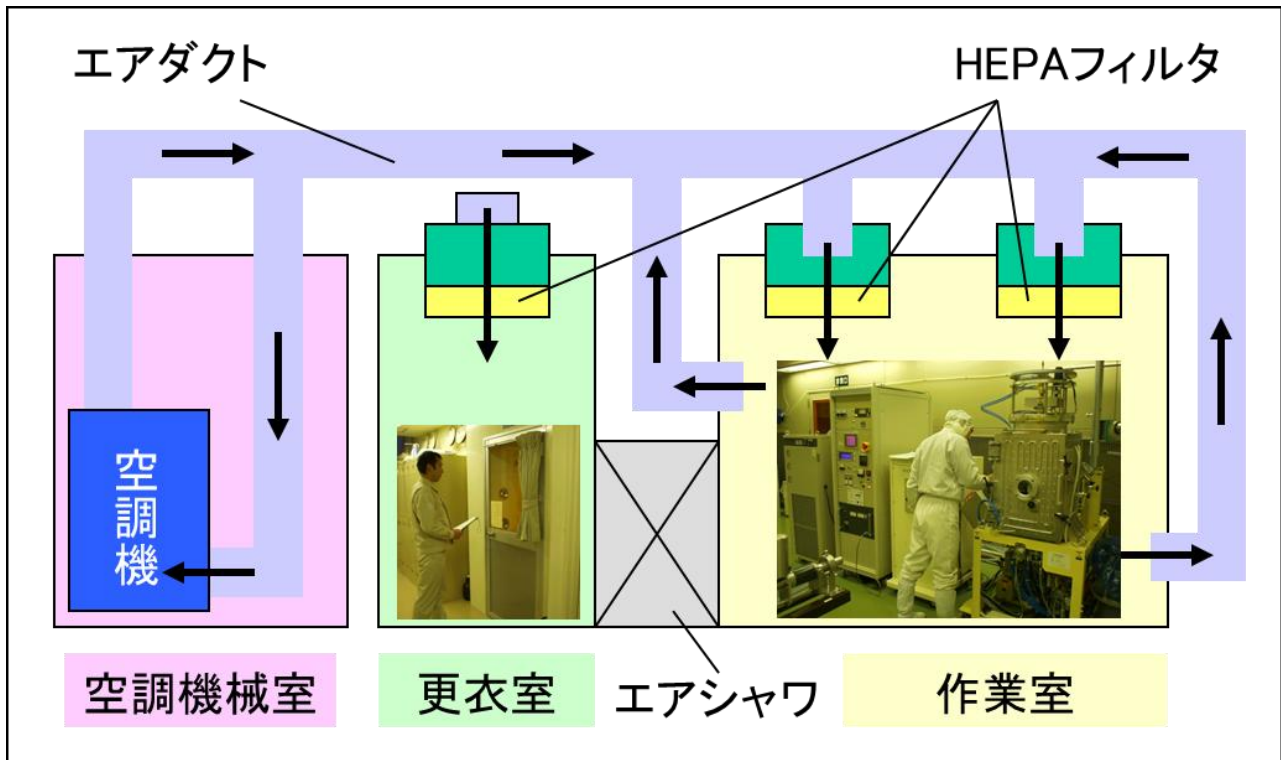 エアダクト
HEPAフィルタ
空調機
空調機械室
更衣室
エアシャワ
作業室